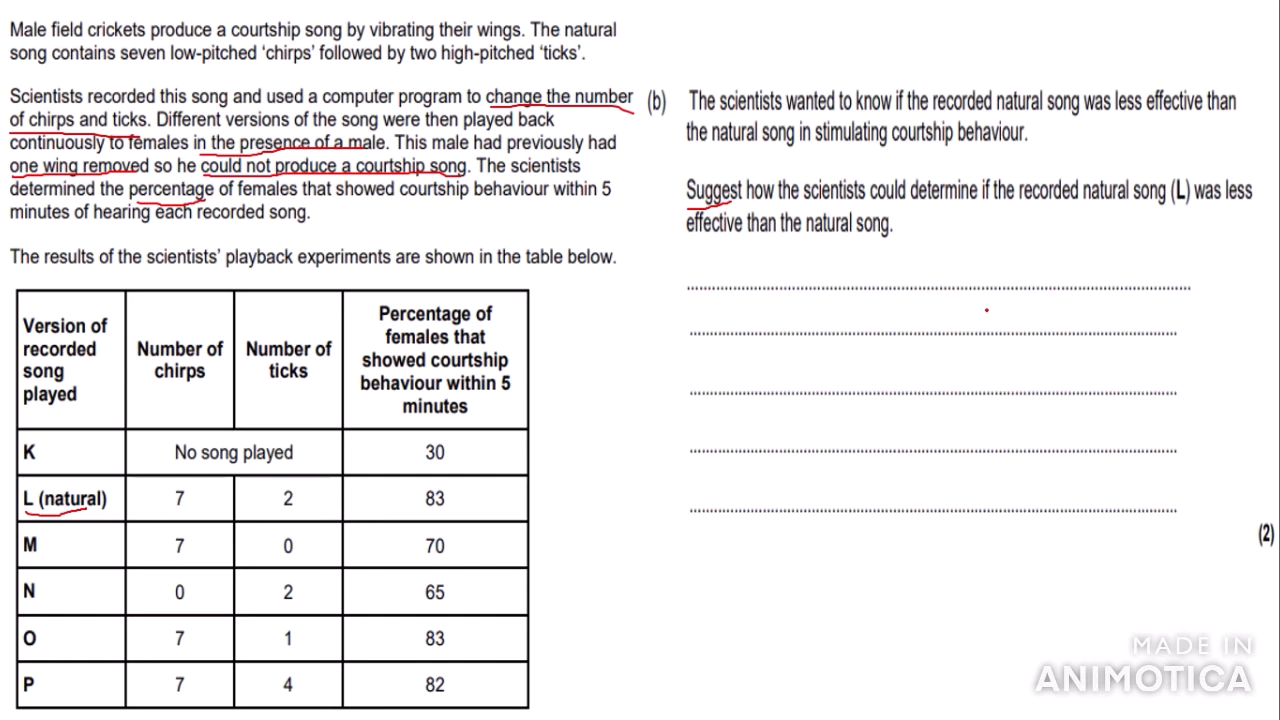 Male field crickets produce a courtship song by vibrating their wings. The natural
song contains seven low-pitched ‘chirps’ followed by two high-pitched ‘ticks’.
Scientists recorded this song and used a computer program to change the number
of chirps and ticks. Different versions of the song were then played back
continuously to females in the presence of a male. This male had previously had
one wing removed so he could not produce a courtship song. The scientists
determined the percentage of females that showed courtship behaviour within 5
minutes of hearing each recorded song.
The results of the scientists’ playback experiments are shown in the table below.
Version of
recorded
song
played
Number of
chirps
Number of
ticks
Percentage of
females that
showed courtship
behaviour within 5
minutes
K No song played 30
L (natural) 7 2 83
M 7 0 70
N 0 2 65
O 7 1 83
P 7 4 82
(b) The scientists wanted to know if the recorded natural song was less effective than
the natural song in stimulating courtship behaviour.
Suggest how the scientists could determine if the recorded natural song (L) was less
effective than the natural song.
(2)
MADE IN
ANIMOTICA